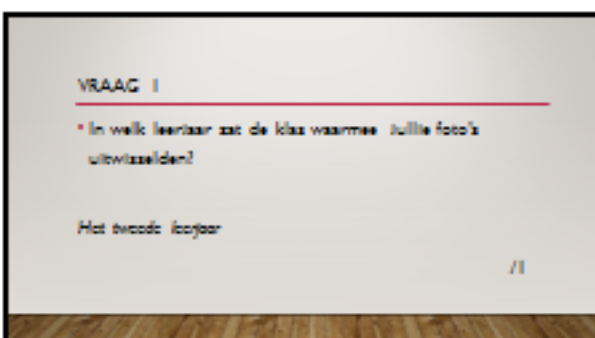 VRAAG 1
• In welk leerjaar zat de klas waarmee jullie foto's
uitwisselden?
Het tweede leerjaar
/1